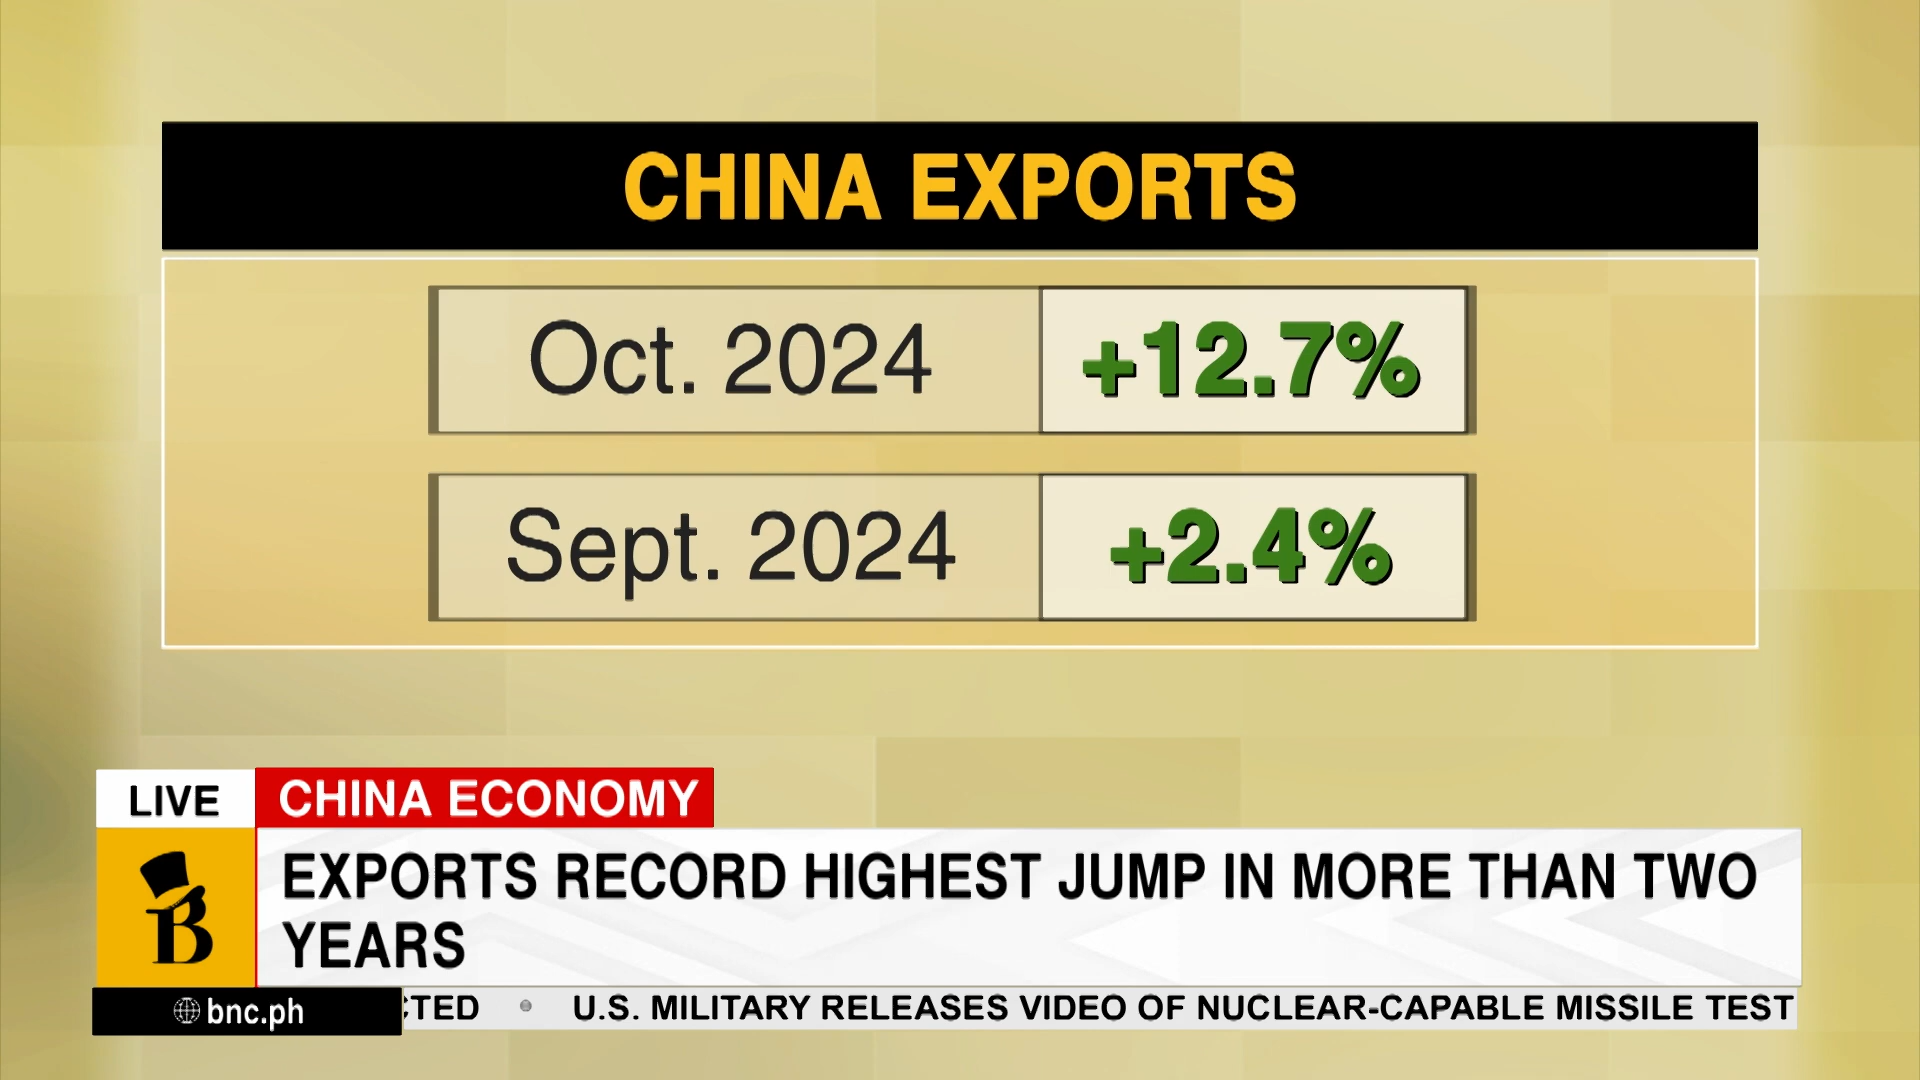 CHINA EXPORTS
Oct. 2024 +12.7%
Sept. 2024 +2.4%
LIVE CHINA ECONOMY
EXPORTS RECORD HIGHEST JUMP IN MORE THAN TWO
YEARS
B
bnc.ph CTED • U.S. MILITARY RELEASES VIDEO OF NUCLEAR-CAPABLE MISSILE TEST